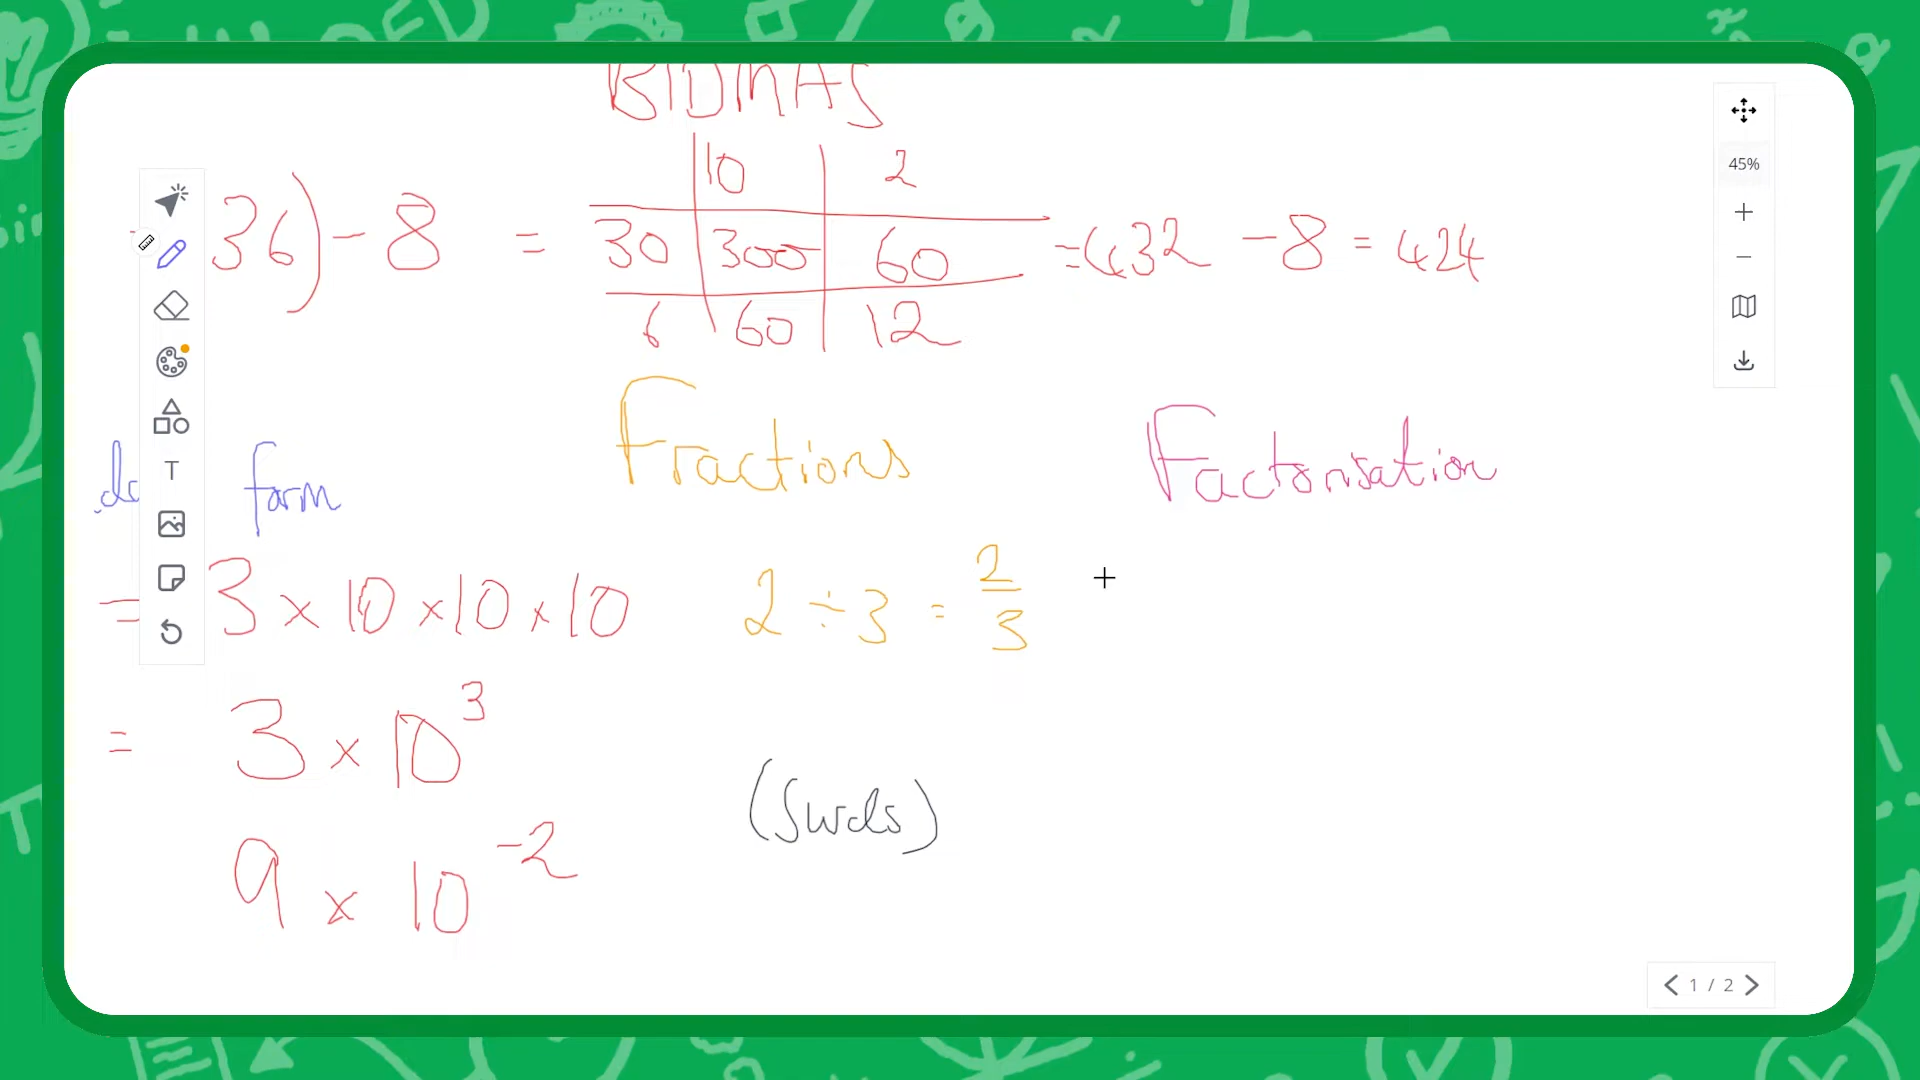 BIDMAS
10 2
36) - 8 = 30 300 60 = 432 - 8 = 424
6 60 12
45%
Fractions
Factorisation
form
T
= 3 × 10 × 10 × 10
2 ÷ 3 = 2/3
= 3 × 10³
(Surds)
9 × 10⁻²
1 / 2